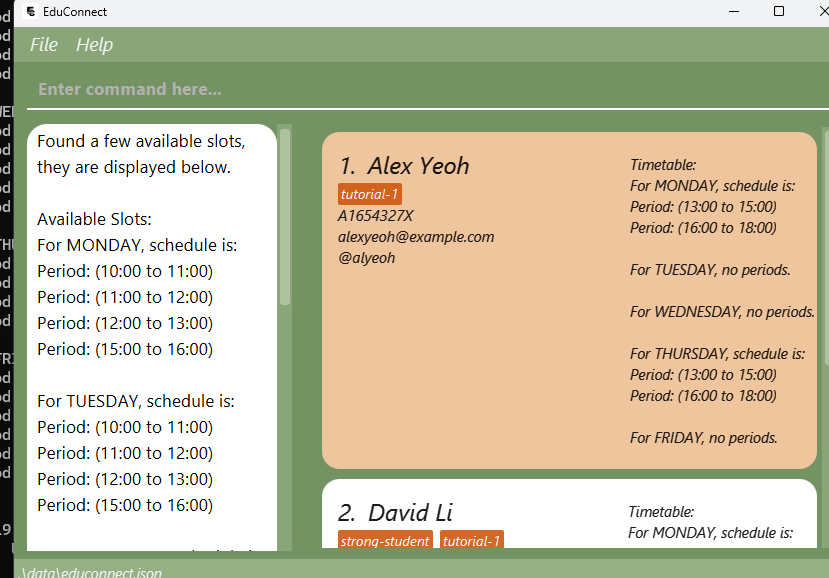 EduConnect
File Help
Enter command here...
Found a few available slots,
they are displayed below.
Available Slots:
For MONDAY, schedule is:
Period: (10:00 to 11:00)
Period: (11:00 to 12:00)
Period: (12:00 to 13:00)
Period: (15:00 to 16:00)
For TUESDAY, schedule is:
Period: (10:00 to 11:00)
Period: (11:00 to 12:00)
Period: (12:00 to 13:00)
Period: (15:00 to 16:00)
1. Alex Yeoh
tutorial-1
A1654327X
alexyeoh@example.com
@alyeoh
Timetable:
For MONDAY, schedule is:
Period: (13:00 to 15:00)
Period: (16:00 to 18:00)
For TUESDAY, no periods.
For WEDNESDAY, no periods.
For THURSDAY, schedule is:
Period: (13:00 to 15:00)
Period: (16:00 to 18:00)
For FRIDAY, no periods.
2. David Li
strong-student tutorial-1
Timetable:
For MONDAY, schedule is:
.\data\educonnect.json